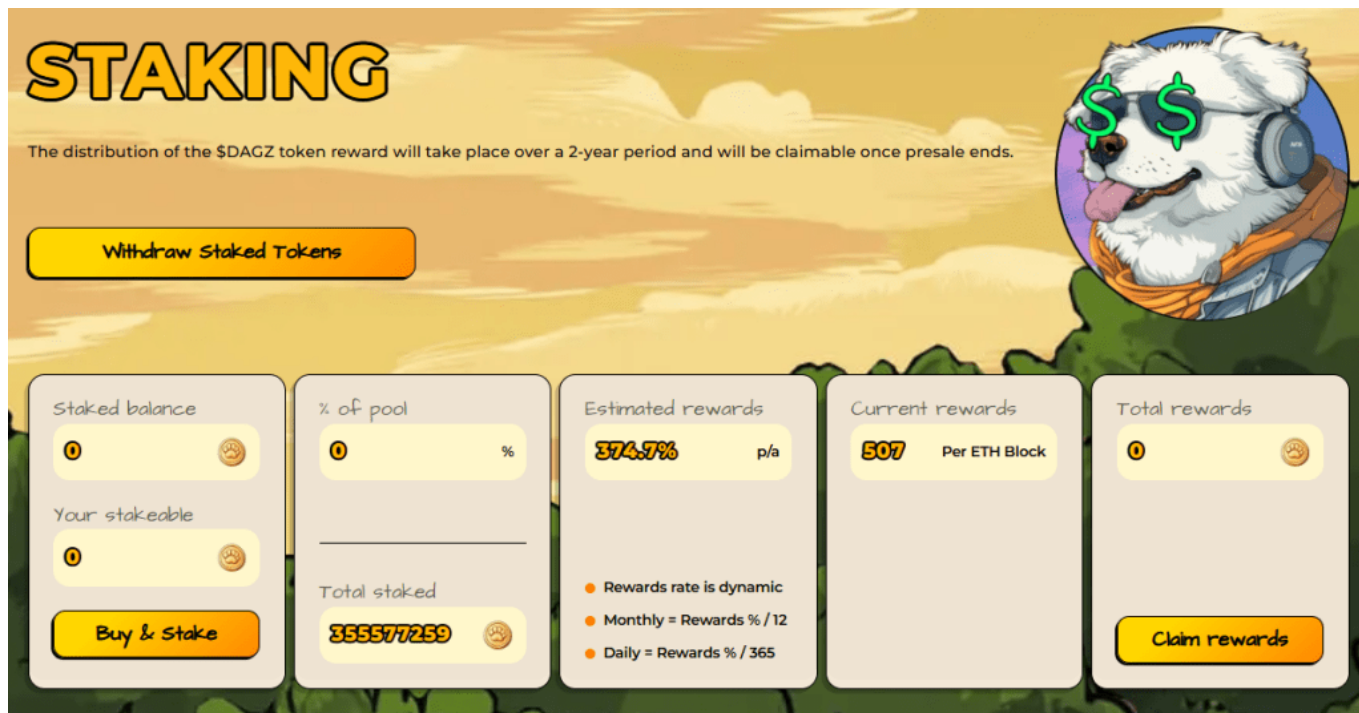 STAKING
The distribution of the $DAGZ token reward will take place over a 2-year period and will be claimable once presale ends.
Withdraw Staked Tokens
Staked balance
0
Your stakeable
0
Buy & Stake
% of pool
0 %
Total staked
355577259
Estimated rewards
374.7% p/a
Rewards rate is dynamic
Monthly = Rewards % / 12
Daily = Rewards % / 365
Current rewards
507 Per ETH Block
Total rewards
0
Claim rewards
$ $